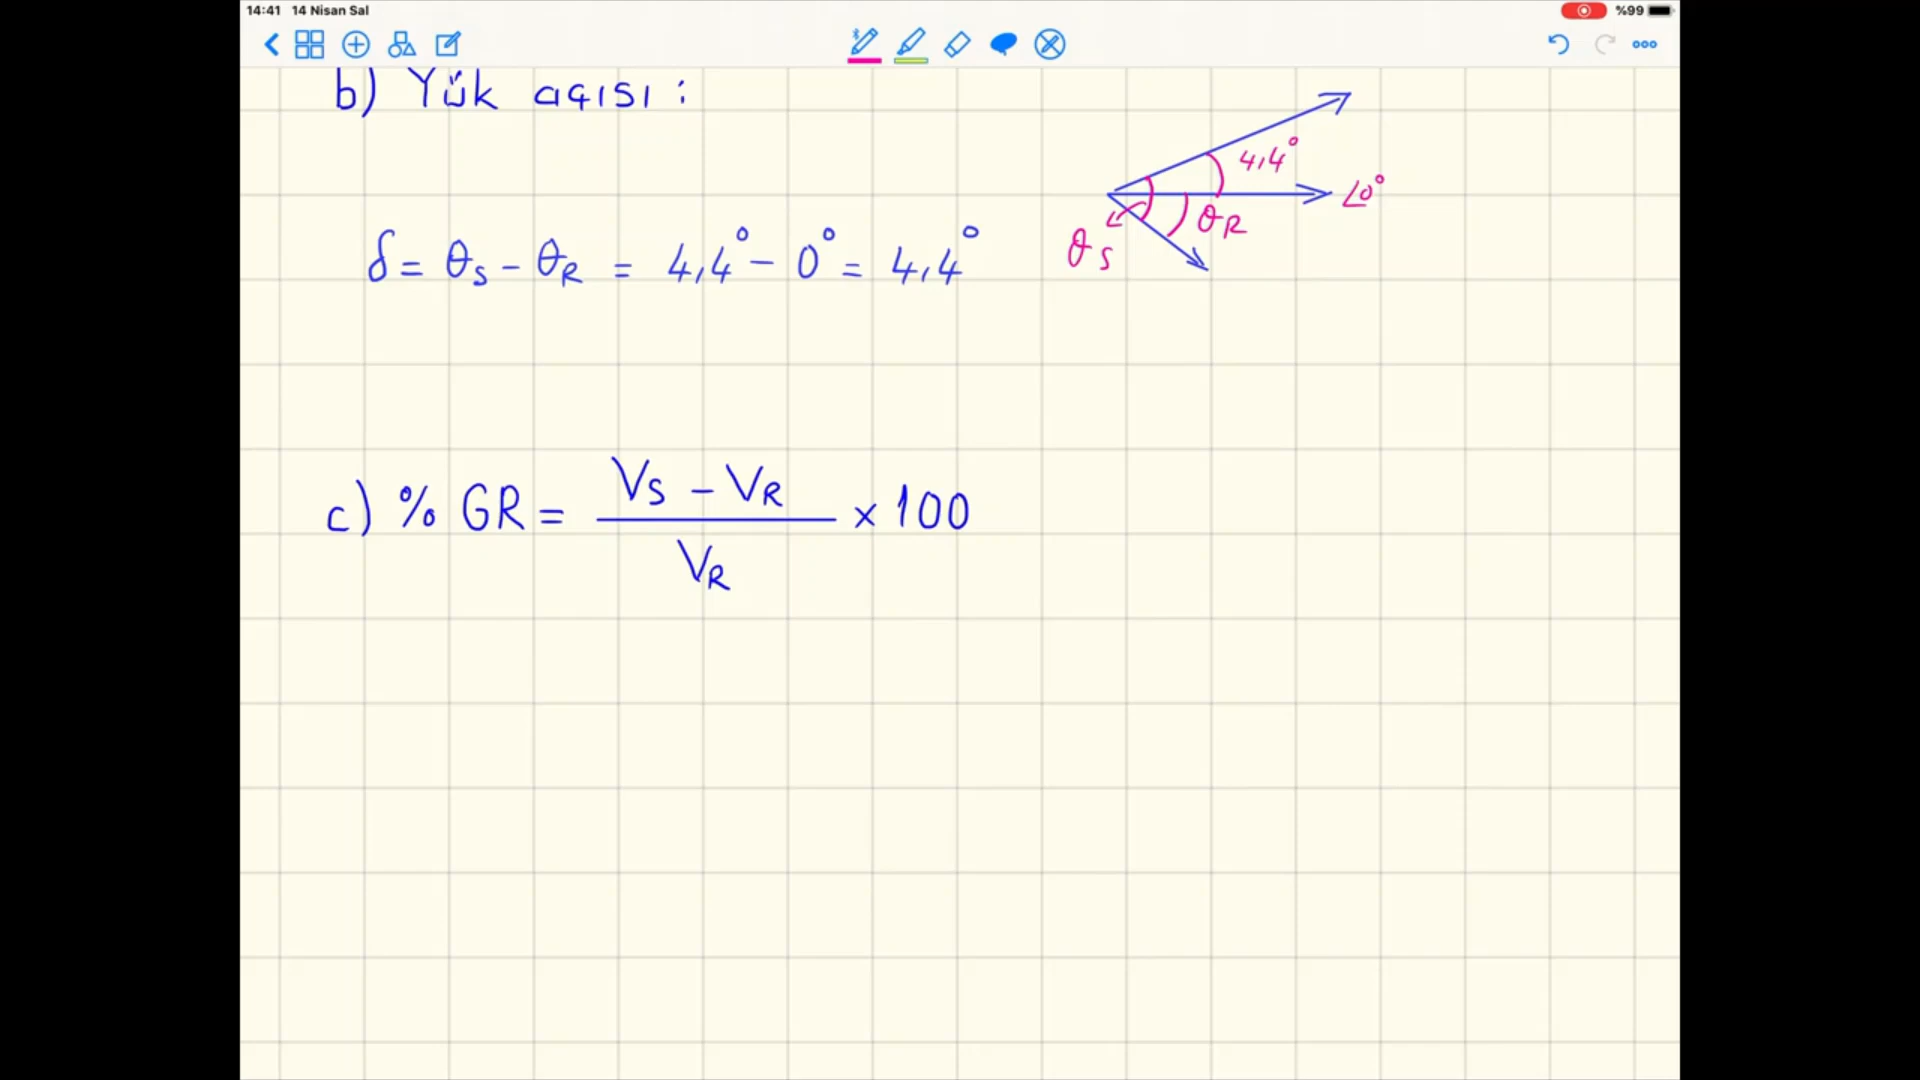 14:41 14 Nisan Sal %99
b) Yük açısı :
4,4°
∠0°
θR
θS
δ = θS - θR = 4,4° - 0° = 4,4°
c) % GR = VS - VR / VR × 100